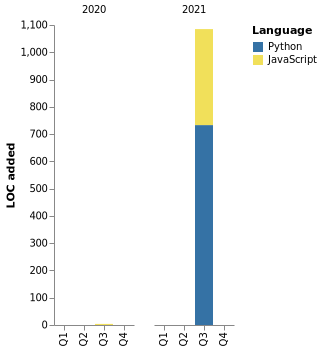 2020 2021
Language
Python
JavaScript
LOC added
1,100
1,000
900
800
700
600
500
400
300
200
100
0
Q1 Q2 Q3 Q4 Q1 Q2 Q3 Q4